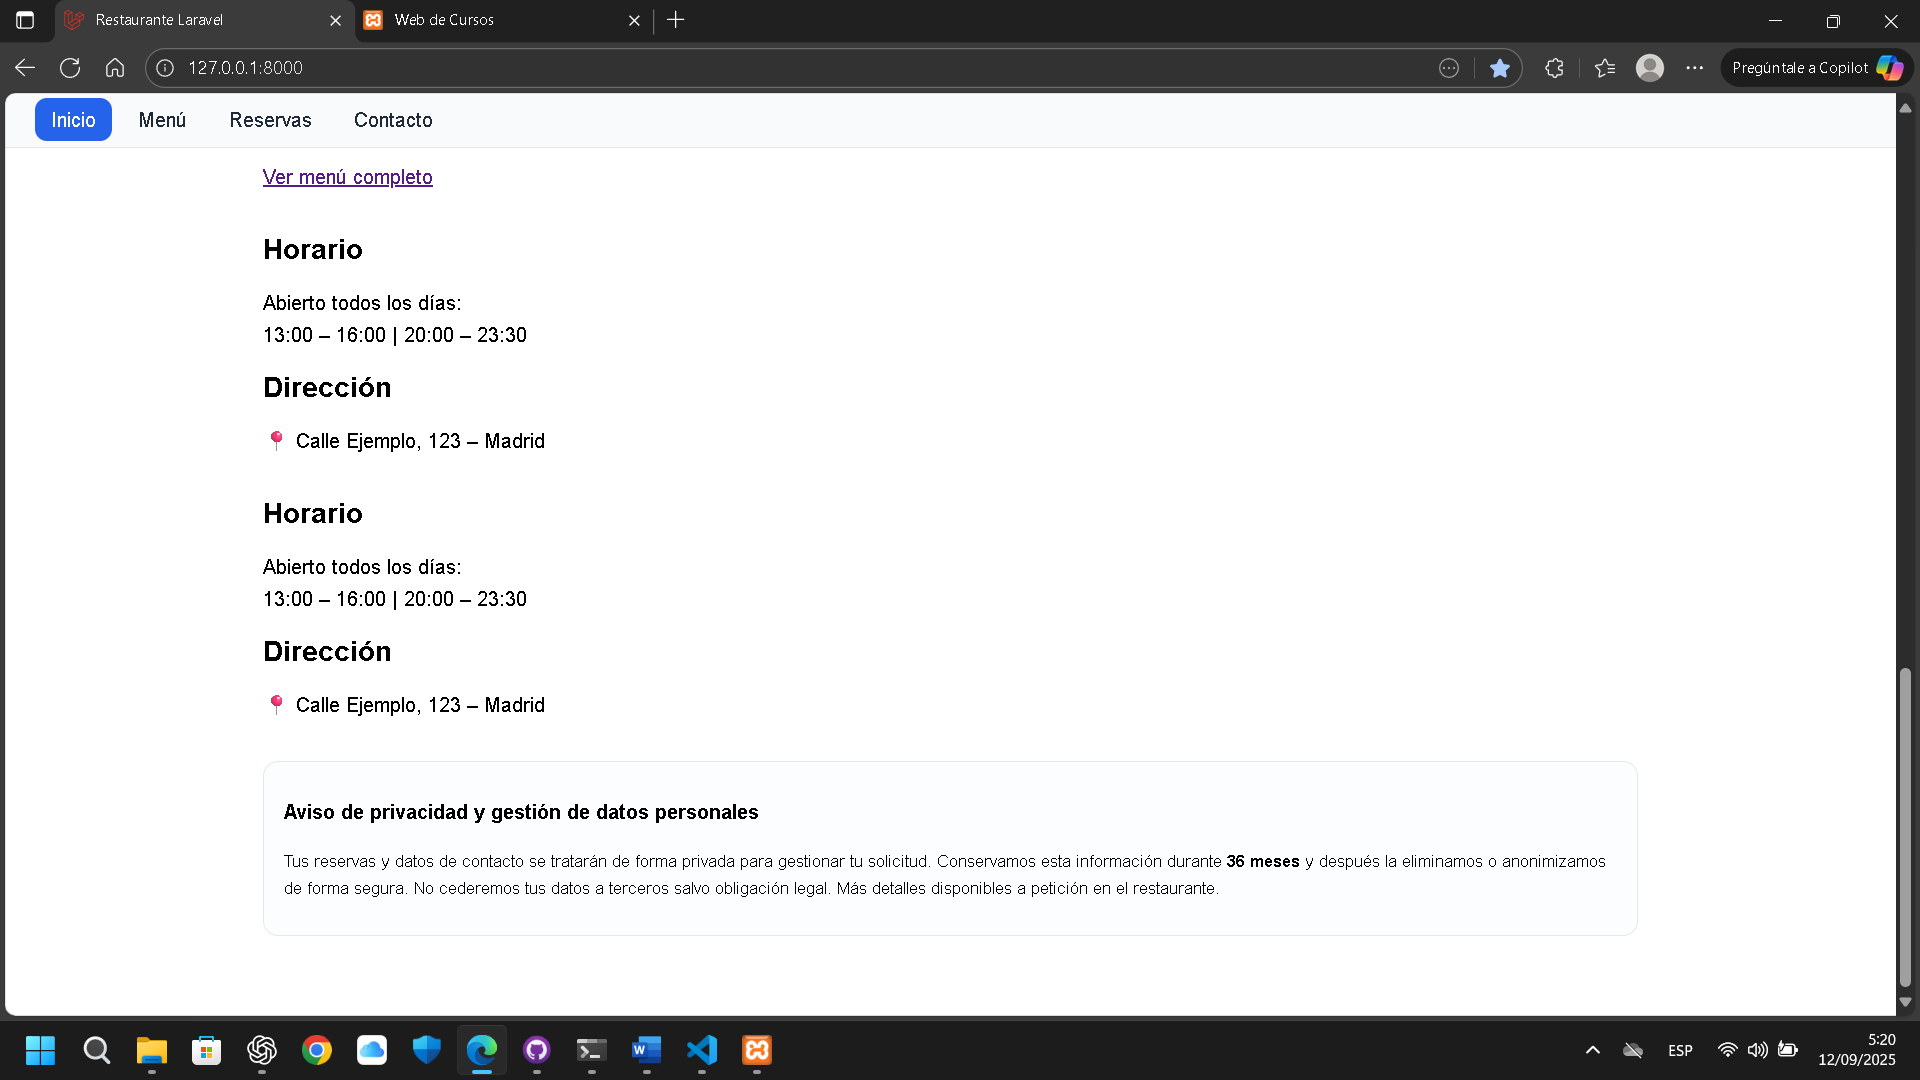 Restaurante Laravel
Web de Cursos
127.0.0.1:8000
Pregúntale a Copilot
Inicio
Menú
Reservas
Contacto
Ver menú completo
Horario
Abierto todos los días:
13:00 – 16:00 | 20:00 – 23:30
Dirección
📍 Calle Ejemplo, 123 – Madrid
Horario
Abierto todos los días:
13:00 – 16:00 | 20:00 – 23:30
Dirección
📍 Calle Ejemplo, 123 – Madrid
Aviso de privacidad y gestión de datos personales
Tus reservas y datos de contacto se tratarán de forma privada para gestionar tu solicitud. Conservamos esta información durante 36 meses y después la eliminamos o anonimizamos
de forma segura. No cederemos tus datos a terceros salvo obligación legal. Más detalles disponibles a petición en el restaurante.
ESP
5:20
12/09/2025